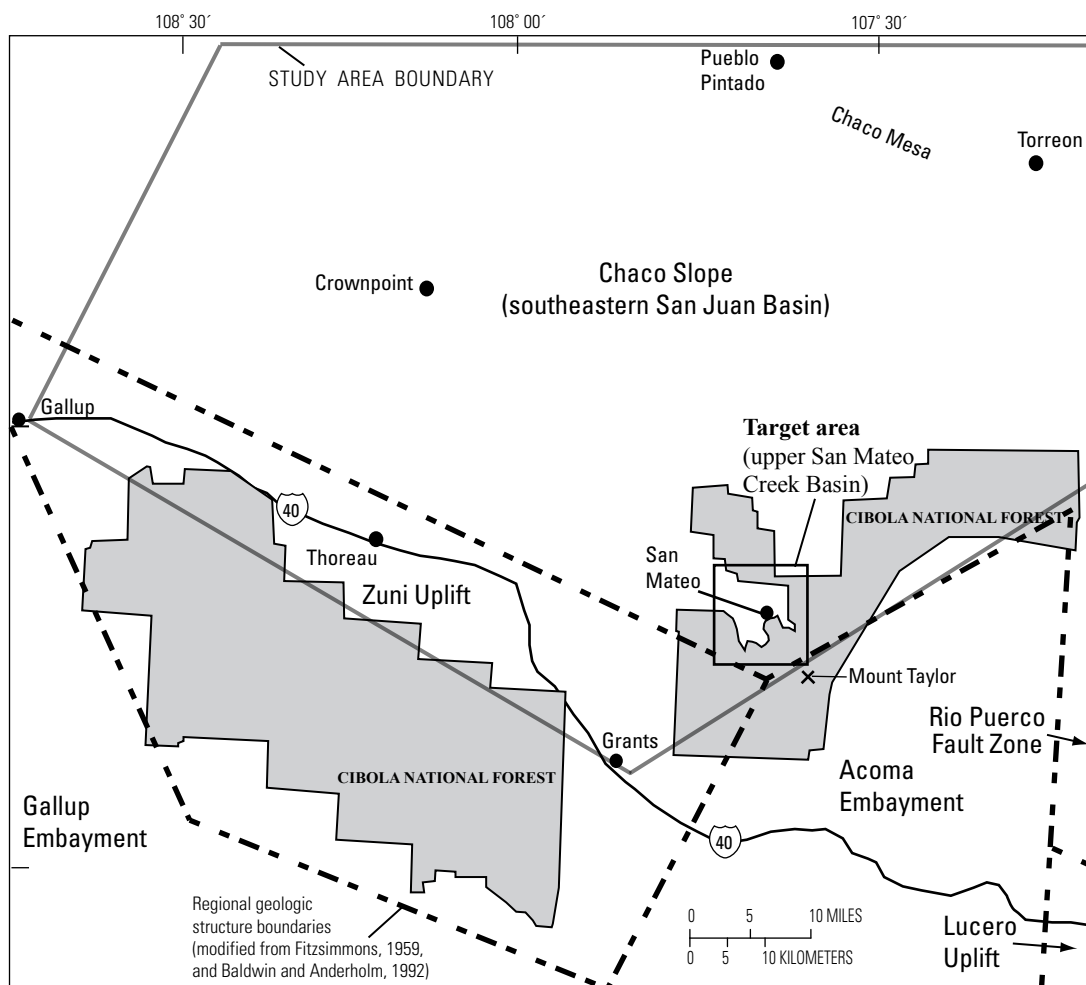 108° 30′
108° 00′
107° 30′
STUDY AREA BOUNDARY
Pueblo
Pintado
Chaco Mesa
Torreon
Crownpoint
Chaco Slope
(southeastern San Juan Basin)
Gallup
Target area
(upper San Mateo
Creek Basin)
40
CIBOLA NATIONAL FOREST
Thoreau
San
Mateo
Zuni Uplift
Mount Taylor
Rio Puerco
Fault Zone
Grants
CIBOLA NATIONAL FOREST
Acoma
Embayment
Gallup
Embayment
40
Regional geologic
structure boundaries
(modified from Fitzsimmons, 1959,
and Baldwin and Anderholm, 1992)
0 5 10 MILES
0 5 10 KILOMETERS
Lucero
Uplift